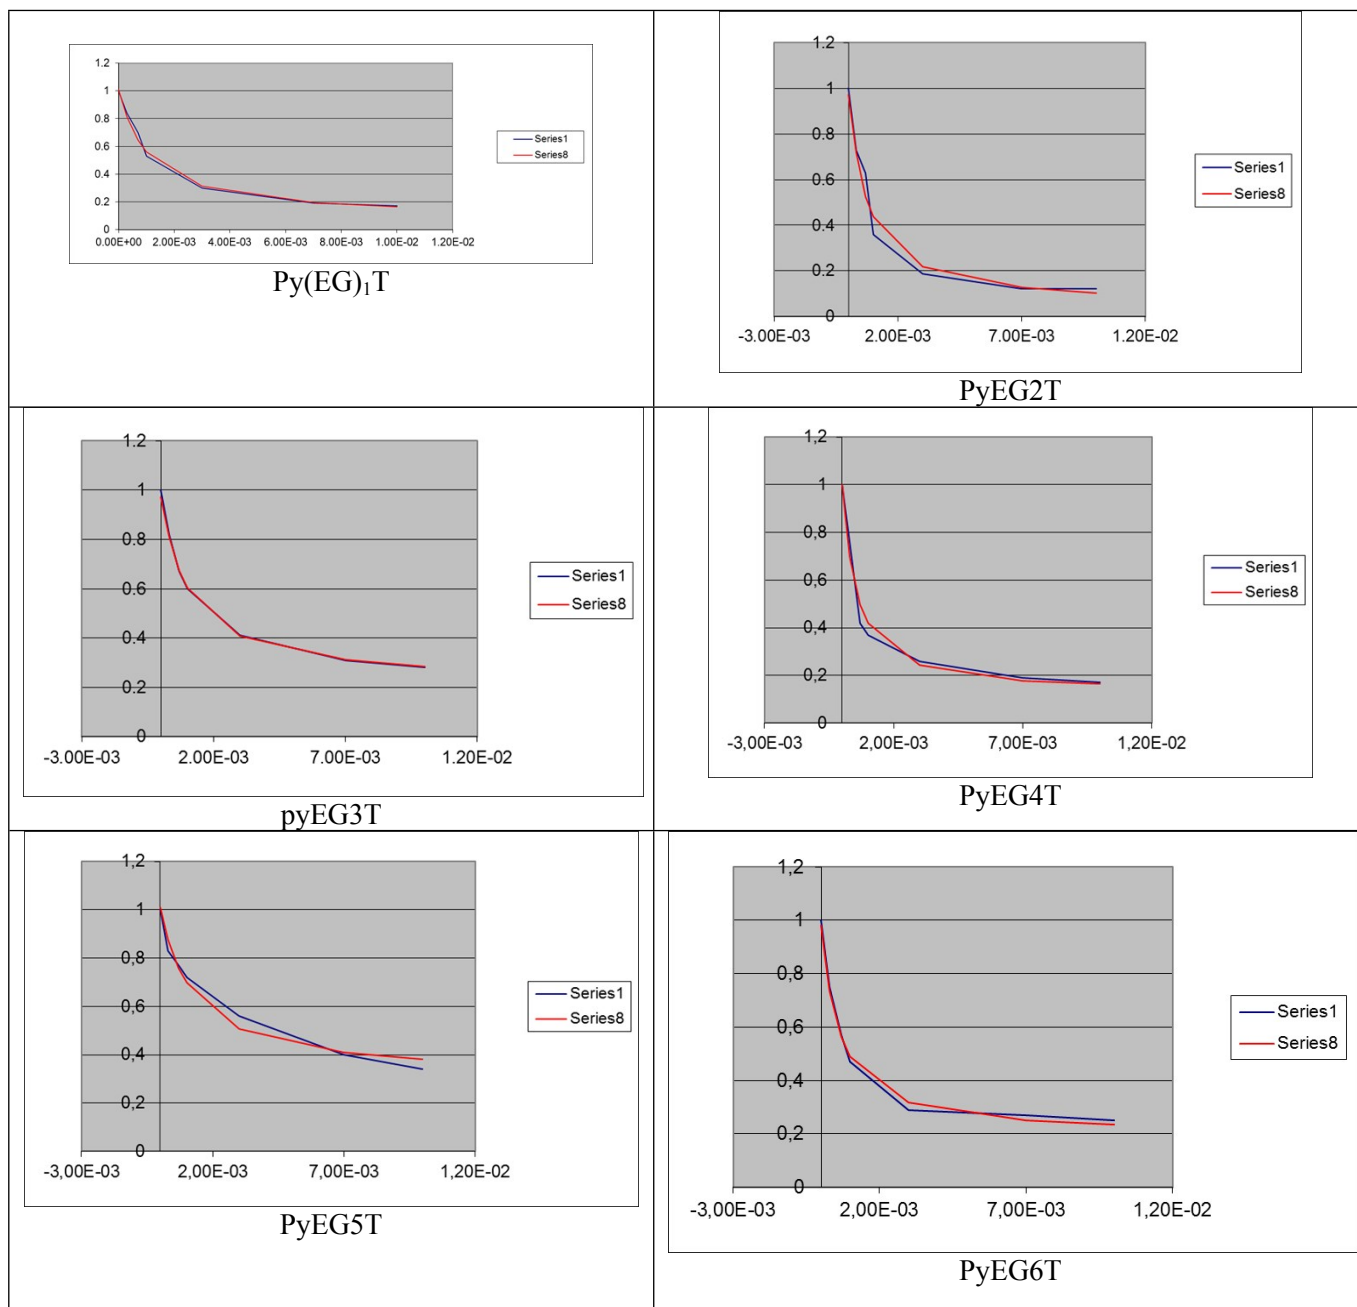 1.2
1
0.8
0.6
0.4
0.2
0
0.00E+00 2.00E-03 4.00E-03 6.00E-03 8.00E-03 1.00E-02 1.20E-02
Series1
Series8
Py(EG)₁T
1.2
1
0.8
0.6
0.4
0.2
0
-3.00E-03 2.00E-03 7.00E-03 1.20E-02
Series1
Series8
PyEG2T
1.2
1
0.8
0.6
0.4
0.2
0
-3.00E-03 2.00E-03 7.00E-03 1.20E-02
Series1
Series8
pyEG3T
1,2
1
0,8
0,6
0,4
0,2
0
-3,00E-03 2,00E-03 7,00E-03 1,20E-02
Series1
Series8
PyEG4T
1,2
1
0,8
0,6
0,4
0,2
0
-3,00E-03 2,00E-03 7,00E-03 1,20E-02
Series1
Series8
PyEG5T
1,2
1
0,8
0,6
0,4
0,2
0
-3,00E-03 2,00E-03 7,00E-03 1,20E-02
Series1
Series8
PyEG6T